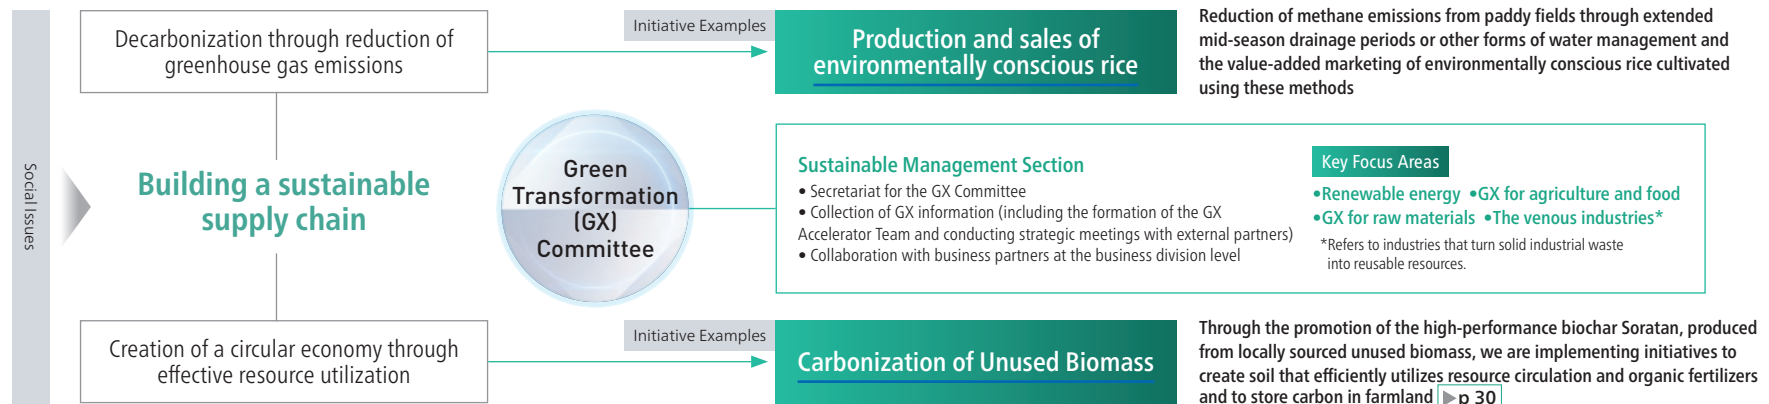 Social Issues
Decarbonization through reduction of
greenhouse gas emissions
Initiative Examples
Production and sales of
environmentally conscious rice
Reduction of methane emissions from paddy fields through extended
mid-season drainage periods or other forms of water management and
the value-added marketing of environmentally conscious rice cultivated
using these methods
Building a sustainable
supply chain
Green
Transformation
(GX)
Committee
Sustainable Management Section
• Secretariat for the GX Committee
• Collection of GX information (including the formation of the GX
Accelerator Team and conducting strategic meetings with external partners)
• Collaboration with business partners at the business division level
Key Focus Areas
•Renewable energy •GX for agriculture and food
•GX for raw materials •The venous industries*
*Refers to industries that turn solid industrial waste
into reusable resources.
Creation of a circular economy through
effective resource utilization
Initiative Examples
Carbonization of Unused Biomass
Through the promotion of the high-performance biochar Soratan, produced
from locally sourced unused biomass, we are implementing initiatives to
create soil that efficiently utilizes resource circulation and organic fertilizers
and to store carbon in farmland ▶p 30